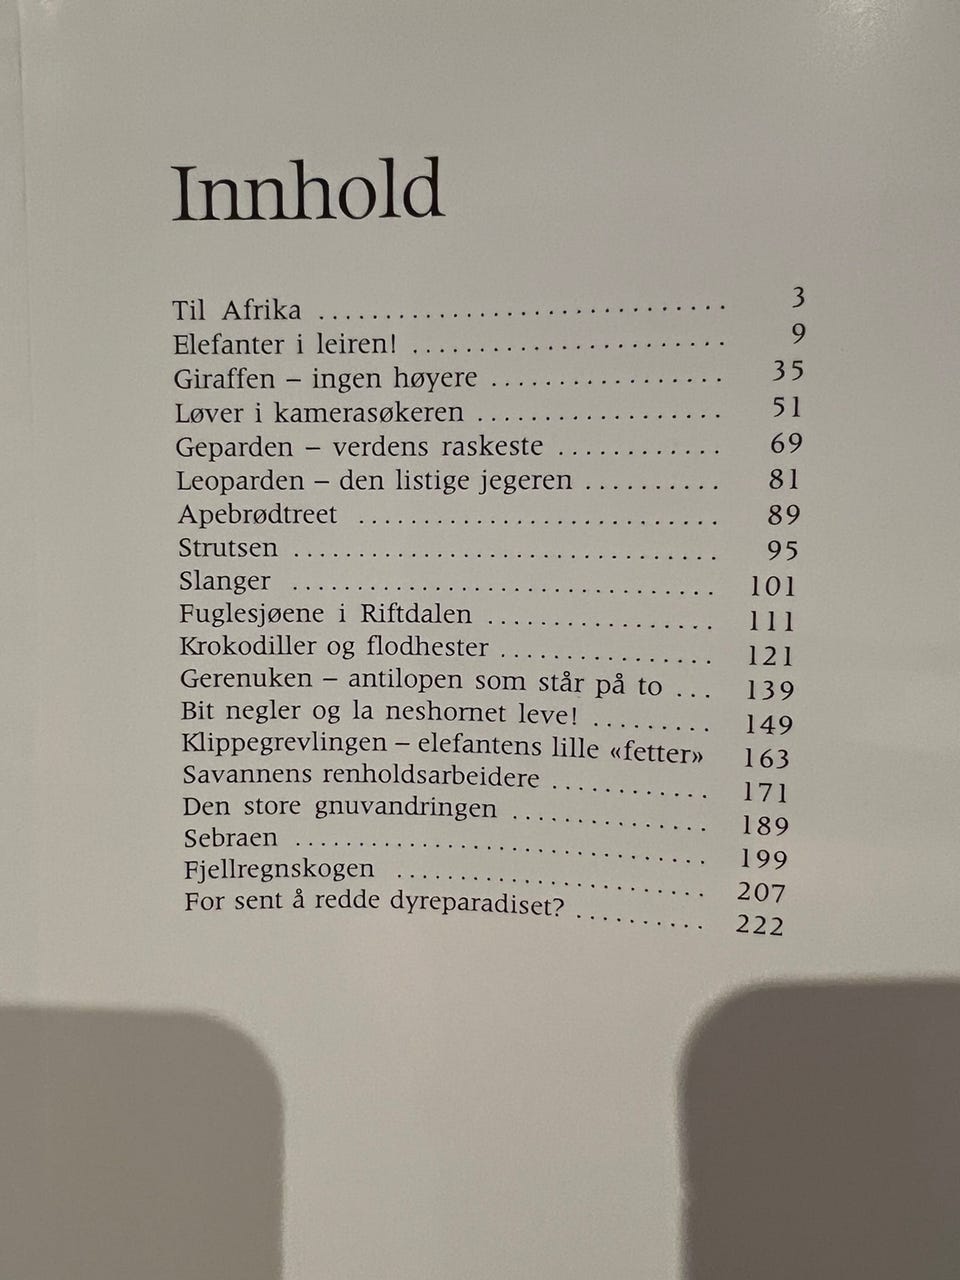 Innhold
Til Afrika ............................... 3
Elefanter i leiren! ........................ 9
Giraffen – ingen høyere .................. 35
Løver i kamerasøkeren ................... 51
Geparden – verdens raskeste ............. 69
Leoparden – den listige jegeren .......... 81
Apebrødtreet ........................... 89
Strutsen ................................ 95
Slanger ................................ 101
Fuglesjøene i Riftdalen ................. 111
Krokodiller og flodhester ................ 121
Gerenuken – antilopen som står på to ... 139
Bit negler og la neshornet leve! ......... 149
Klippegrevlingen – elefantens lille «fetter» 163
Savannens renholdsarbeidere ............ 171
Den store gnuvandringen ............... 189
Sebraen ............................... 199
Fjellregnskogen ........................ 207
For sent å redde dyreparadiset? .......... 222